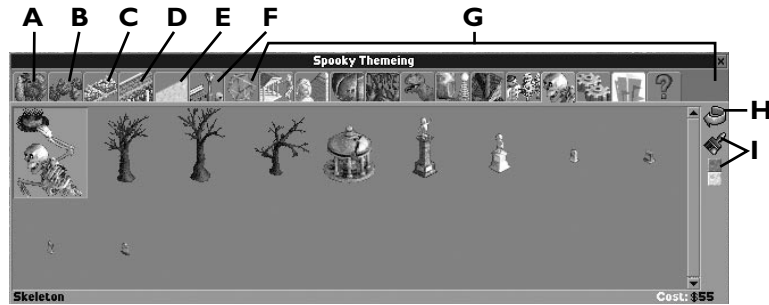 A B C D E F G
Spooky Themeing
H
I
Skeleton Cost: $55